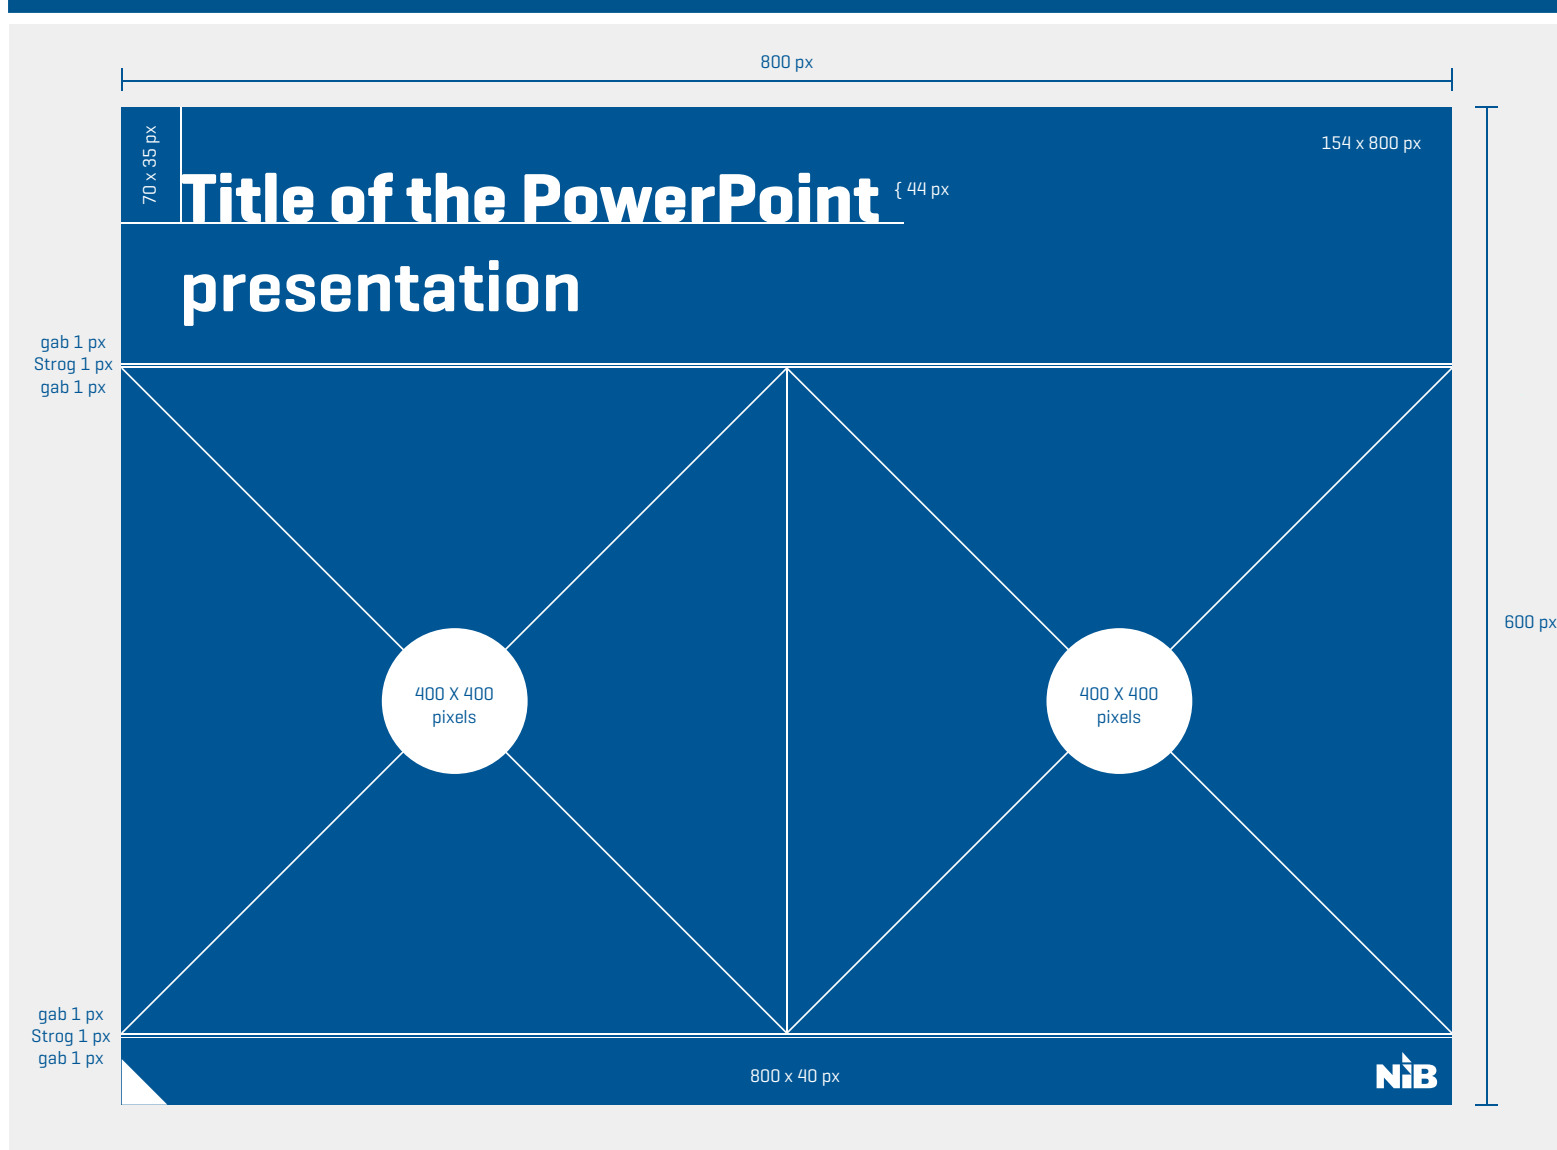 800 px
70 x 35 px
154 x 800 px
Title of the PowerPoint
{ 44 px
presentation
gab 1 px
Strog 1 px
gab 1 px
600 px
400 X 400
pixels
400 X 400
pixels
gab 1 px
Strog 1 px
gab 1 px
800 x 40 px
NIB